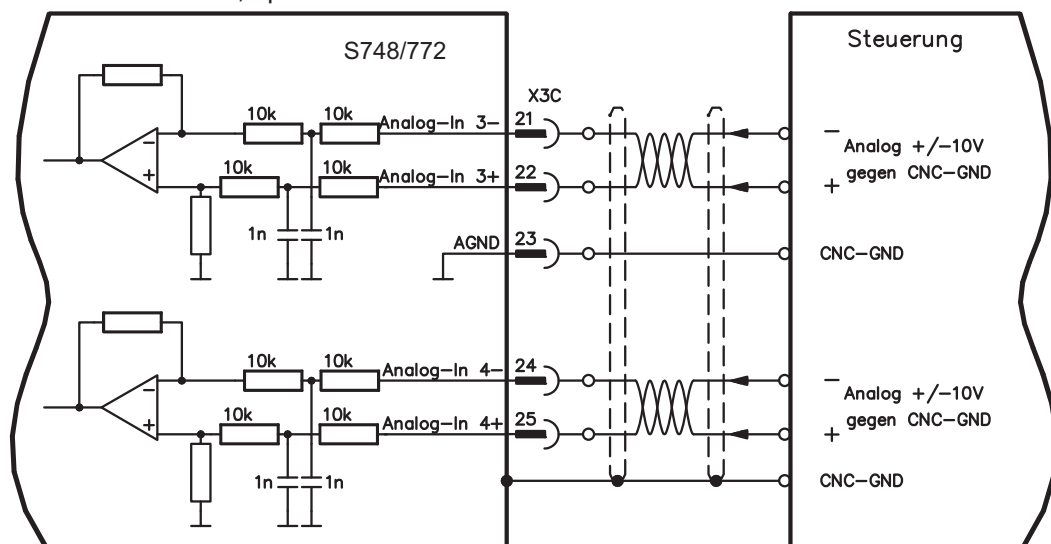 S748/772
Steuerung
X3C
10k
10k
Analog-In 3-
21
−
Analog +/-10V
−
10k
10k
Analog-In 3+
22
gegen CNC-GND
+
+
1n
1n
AGND
23
CNC-GND
10k
10k
Analog-In 4-
24
−
Analog +/-10V
−
10k
10k
Analog-In 4+
25
gegen CNC-GND
+
+
1n
1n
CNC-GND